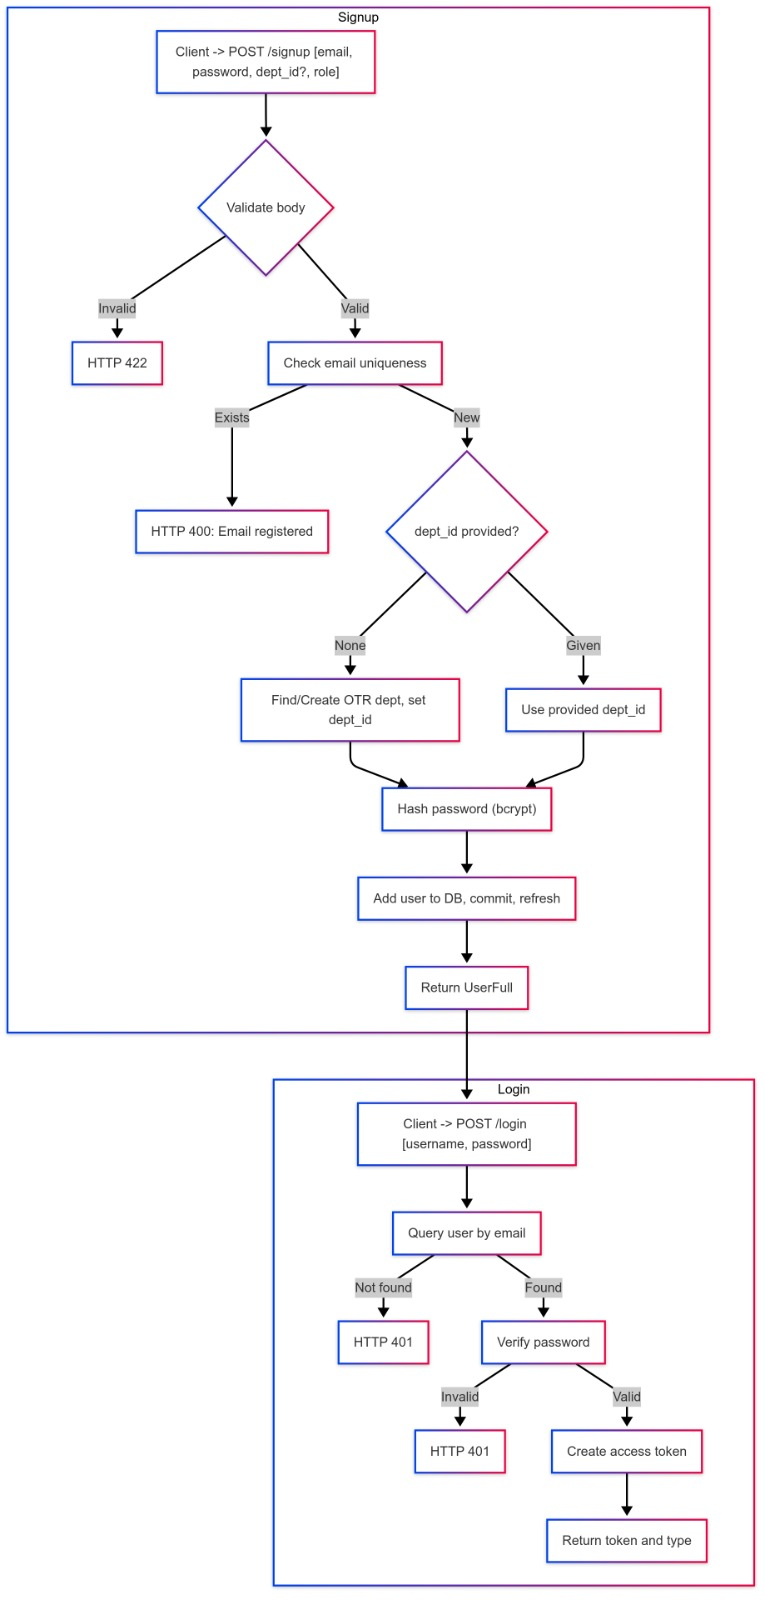 Signup
Client -> POST /signup [email,
password, dept_id?, role]
Validate body
Invalid
Valid
HTTP 422
Check email uniqueness
Exists
New
HTTP 400: Email registered
dept_id provided?
None
Given
Find/Create OTR dept, set
dept_id
Use provided dept_id
Hash password (bcrypt)
Add user to DB, commit, refresh
Return UserFull
Login
Client -> POST /login
[username, password]
Query user by email
Not found
Found
HTTP 401
Verify password
Invalid
Valid
HTTP 401
Create access token
Return token and type